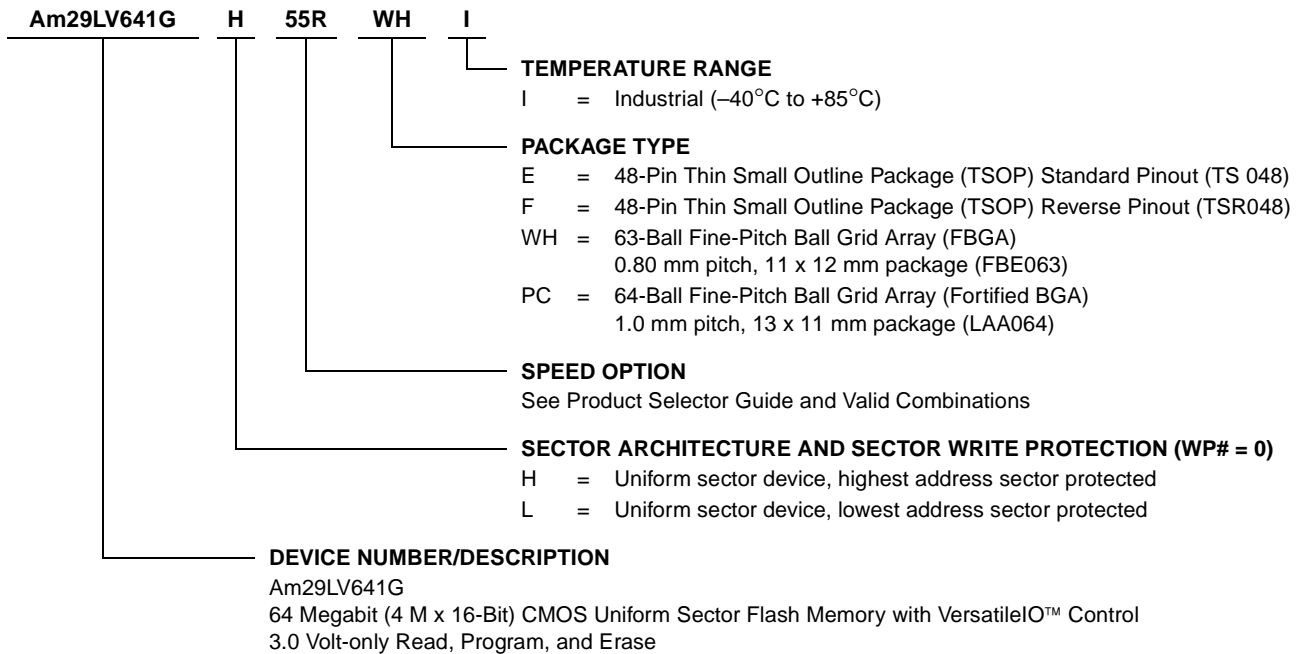 Am29LV641G H 55R WH I
TEMPERATURE RANGE
I = Industrial (–40°C to +85°C)
PACKAGE TYPE
E = 48-Pin Thin Small Outline Package (TSOP) Standard Pinout (TS 048)
F = 48-Pin Thin Small Outline Package (TSOP) Reverse Pinout (TSR048)
WH = 63-Ball Fine-Pitch Ball Grid Array (FBGA)
0.80 mm pitch, 11 x 12 mm package (FBE063)
PC = 64-Ball Fine-Pitch Ball Grid Array (Fortified BGA)
1.0 mm pitch, 13 x 11 mm package (LAA064)
SPEED OPTION
See Product Selector Guide and Valid Combinations
SECTOR ARCHITECTURE AND SECTOR WRITE PROTECTION (WP# = 0)
H = Uniform sector device, highest address sector protected
L = Uniform sector device, lowest address sector protected
DEVICE NUMBER/DESCRIPTION
Am29LV641G
64 Megabit (4 M x 16-Bit) CMOS Uniform Sector Flash Memory with VersatileIO™ Control
3.0 Volt-only Read, Program, and Erase